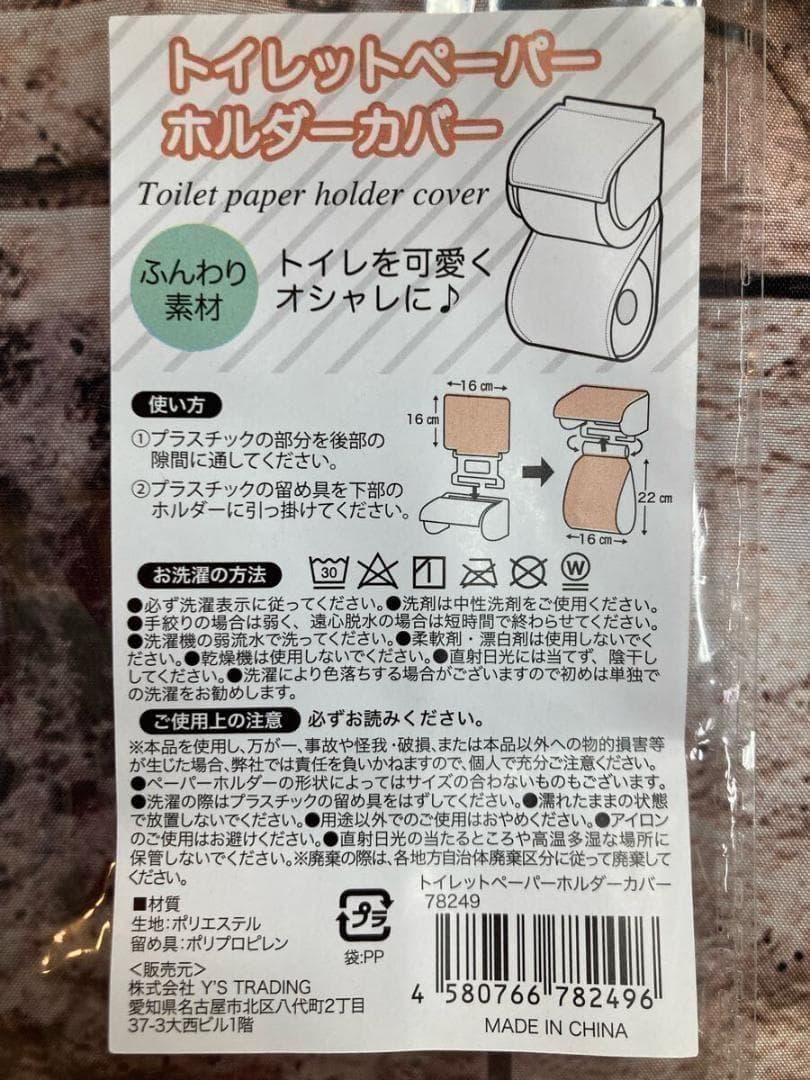 トイレットペーパー
ホルダーカバー
Toilet paper holder cover
ふんわり
素材
トイレを可愛く
オシャレに♪
使い方
①プラスチックの部分を後部の
隙間に通してください。
②プラスチックの留め具を下部の
ホルダーに引っ掛けてください。
16㎝
16㎝
22㎝
16㎝
お洗濯の方法
30
1
W
●必ず洗濯表示に従ってください。●洗剤は中性洗剤をご使用ください。
●手絞りの場合は弱く、遠心脱水の場合は短時間で終わらせてください。
●洗濯機の弱流水で洗ってください。●柔軟剤・漂白剤は使用しないでく
ださい。●乾燥機は使用しないでください。●直射日光には当てず、陰干し
してください。●洗濯により色落ちする場合がございますので初めは単独で
の洗濯をお勧めします。
ご使用上の注意 必ずお読みください。
※本品を使用し、万が一、事故や怪我・破損、または本品以外への物的損害等
が生じた場合、弊社では責任を負いかねますので、個人で充分ご注意ください。
●ペーパーホルダーの形状によってはサイズの合わないものもございます。
●洗濯の際はプラスチックの留め具をはずしてください。●濡れたままの状態
で放置しないでください。●用途以外でのご使用はおやめください。●アイロン
のご使用はお避けください。●直射日光の当たるところや高温多湿な場所に
保管しないでください。※廃棄の際は、各地方自治体廃棄区分に従って廃棄して
ください。
■材質
生地:ポリエステル
留め具:ポリプロピレン
<販売元>
株式会社 Y'S TRADING
愛知県名古屋市北区八代町2丁目
37-3大西ビル1階
プラ
袋:PP
トイレットペーパーホルダーカバー
78249
4 580766 782496
MADE IN CHINA